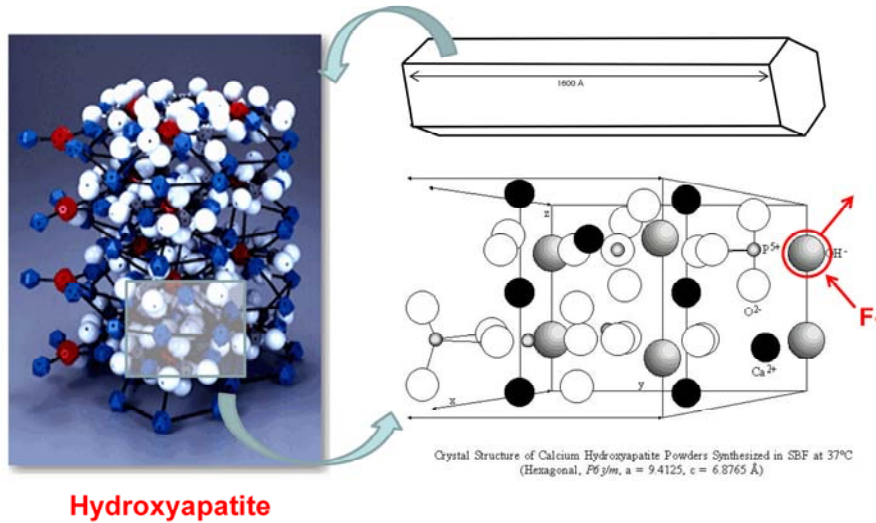 1600 Å
z
P5+
OH-
O2-
F-
Ca2+
x
y
Crystal Structure of Calcium Hydroxyapatite Powders Synthesized in SBF at 37°C
(Hexagonal, P63/m, a = 9.4125, c = 6.8765 Å)
Hydroxyapatite